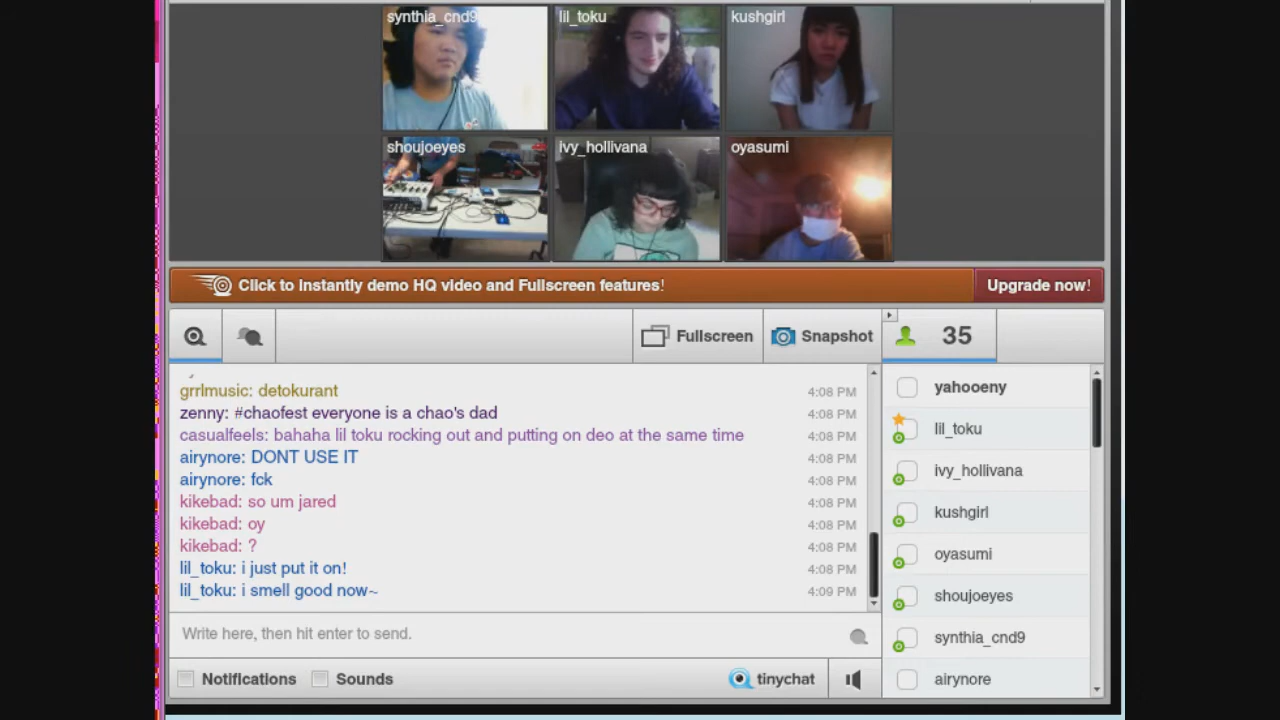 synthia_cnd9
lil_toku
kushgirl
shoujoeyes
ivy_hollivana
oyasumi
Click to instantly demo HQ video and Fullscreen features!
Upgrade now!
Fullscreen
Snapshot
35
grrlmusic: detokurant 4:08 PM
zenny: #chaofest everyone is a chao's dad 4:08 PM
casualfeels: bahaha lil toku rocking out and putting on deo at the same time 4:08 PM
airynore: DONT USE IT 4:08 PM
airynore: fck 4:08 PM
kikebad: so um jared 4:08 PM
kikebad: oy 4:08 PM
kikebad: ? 4:08 PM
lil_toku: i just put it on! 4:08 PM
lil_toku: i smell good now~ 4:09 PM
Write here, then hit enter to send.
Notifications
Sounds
tinychat
yahooeny
lil_toku
ivy_hollivana
kushgirl
oyasumi
shoujoeyes
synthia_cnd9
airynore